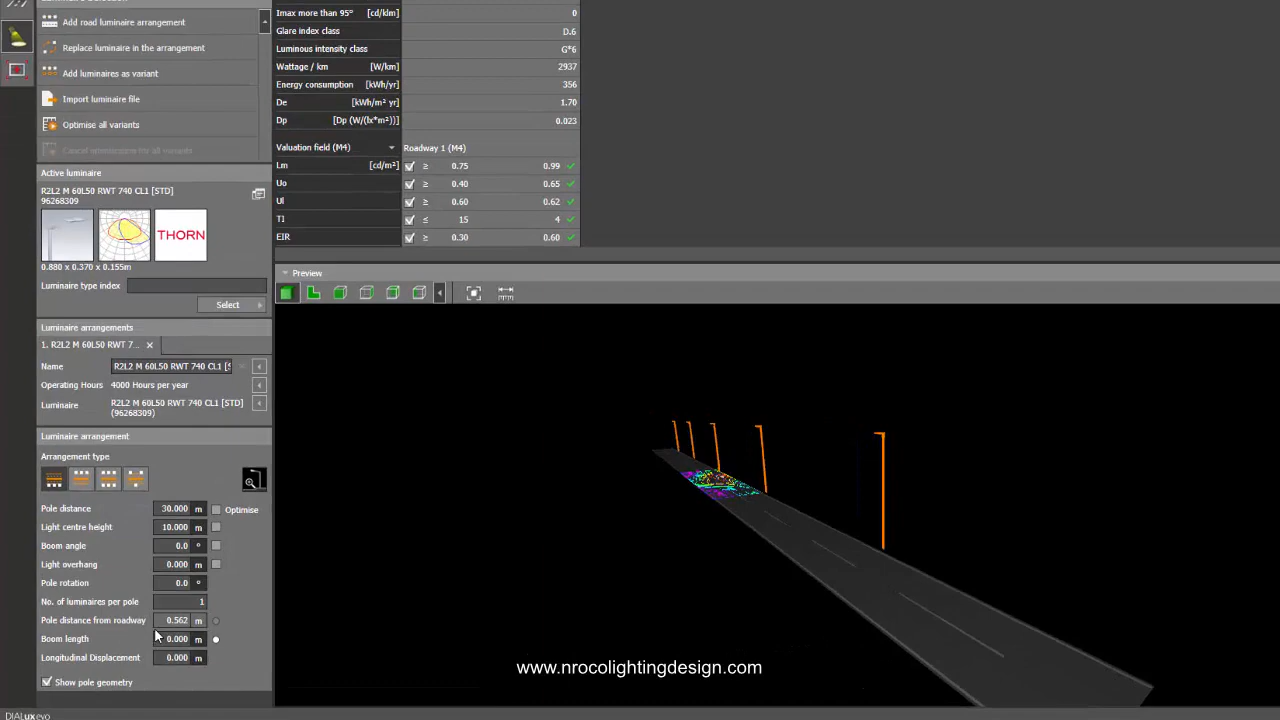 Imax more than 95° [cd/klm] 0
Add road luminaire arrangement
Glare index class D.6
Replace luminaire in the arrangement
Luminous intensity class G*6
Wattage / km [W/km] 2937
Add luminaires as variant
Energy consumption [kWh/yr] 356
Import luminaire file
De [kWh/m² yr] 1.70
Optimise all variants
Dp [Dp (W/(lx*m²))] 0.023
Valuation field (M4) Roadway 1 (M4)
Lm [cd/m²] ≥ 0.75 0.99
Uo ≥ 0.40 0.65
Ul ≥ 0.60 0.62
TI ≤ 15 4
EIR ≥ 0.30 0.60
Active luminaire
R2L2 M 60L50 RWT 740 CL1 [STD]
96268309
THORN
0.880 x 0.370 x 0.155m
Luminaire type index
Select
Preview
Luminaire arrangements
1. R2L2 M 60L50 RWT 7...
Name R2L2 M 60L50 RWT 740 CL1 [S
Operating Hours 4000 Hours per year
Luminaire R2L2 M 60L50 RWT 740 CL1 [STD]
(96268309)
Luminaire arrangement
Arrangement type
Pole distance 30.000 m Optimise
Light centre height 10.000 m
Boom angle 0.0 °
Light overhang 0.000 m
Pole rotation 0.0 °
No. of luminaires per pole 1
Pole distance from roadway 0.562 m
Boom length 0.000 m
Longitudinal Displacement 0.000 m
Show pole geometry
www.nrocolightingdesign.com
DIALux evo